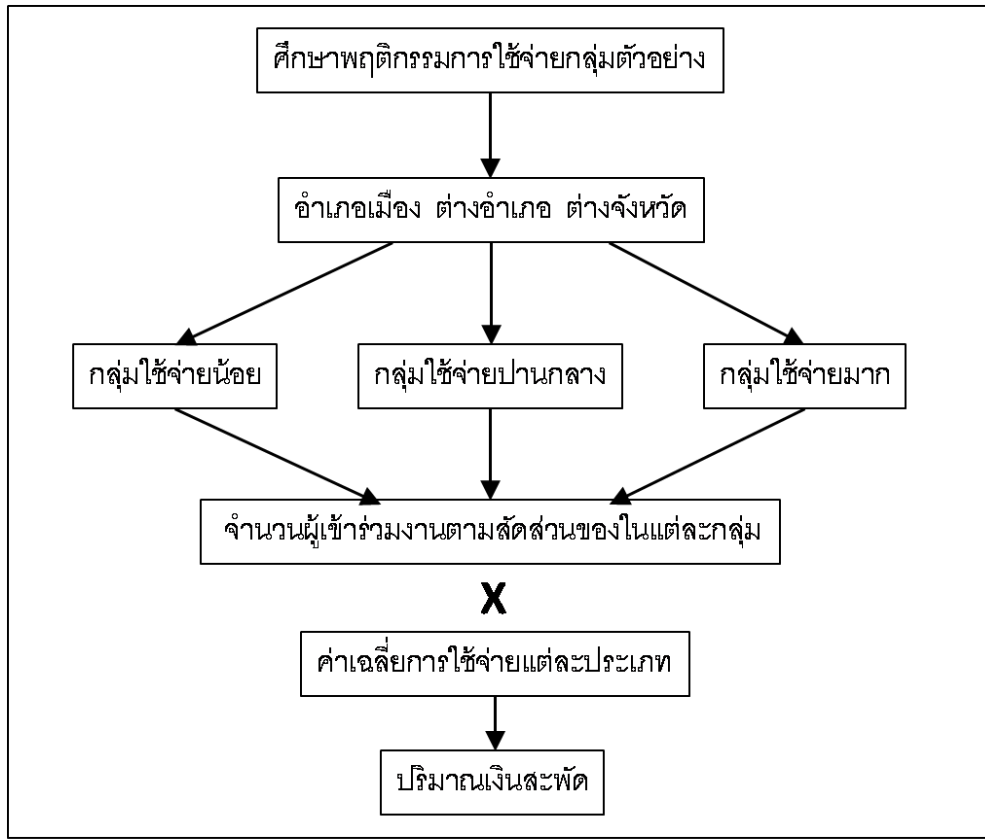 ศึกษาพฤติกรรมการใช้จ่ายกลุ่มตัวอย่าง
อำเภอเมือง ต่างอำเภอ ต่างจังหวัด
กลุ่มใช้จ่ายน้อย
กลุ่มใช้จ่ายปานกลาง
กลุ่มใช้จ่ายมาก
จำนวนผู้เข้าร่วมงานตามสัดส่วนของในแต่ละกลุ่ม
X
ค่าเฉลี่ยการใช้จ่ายแต่ละประเภท
ปริมาณเงินสะพัด